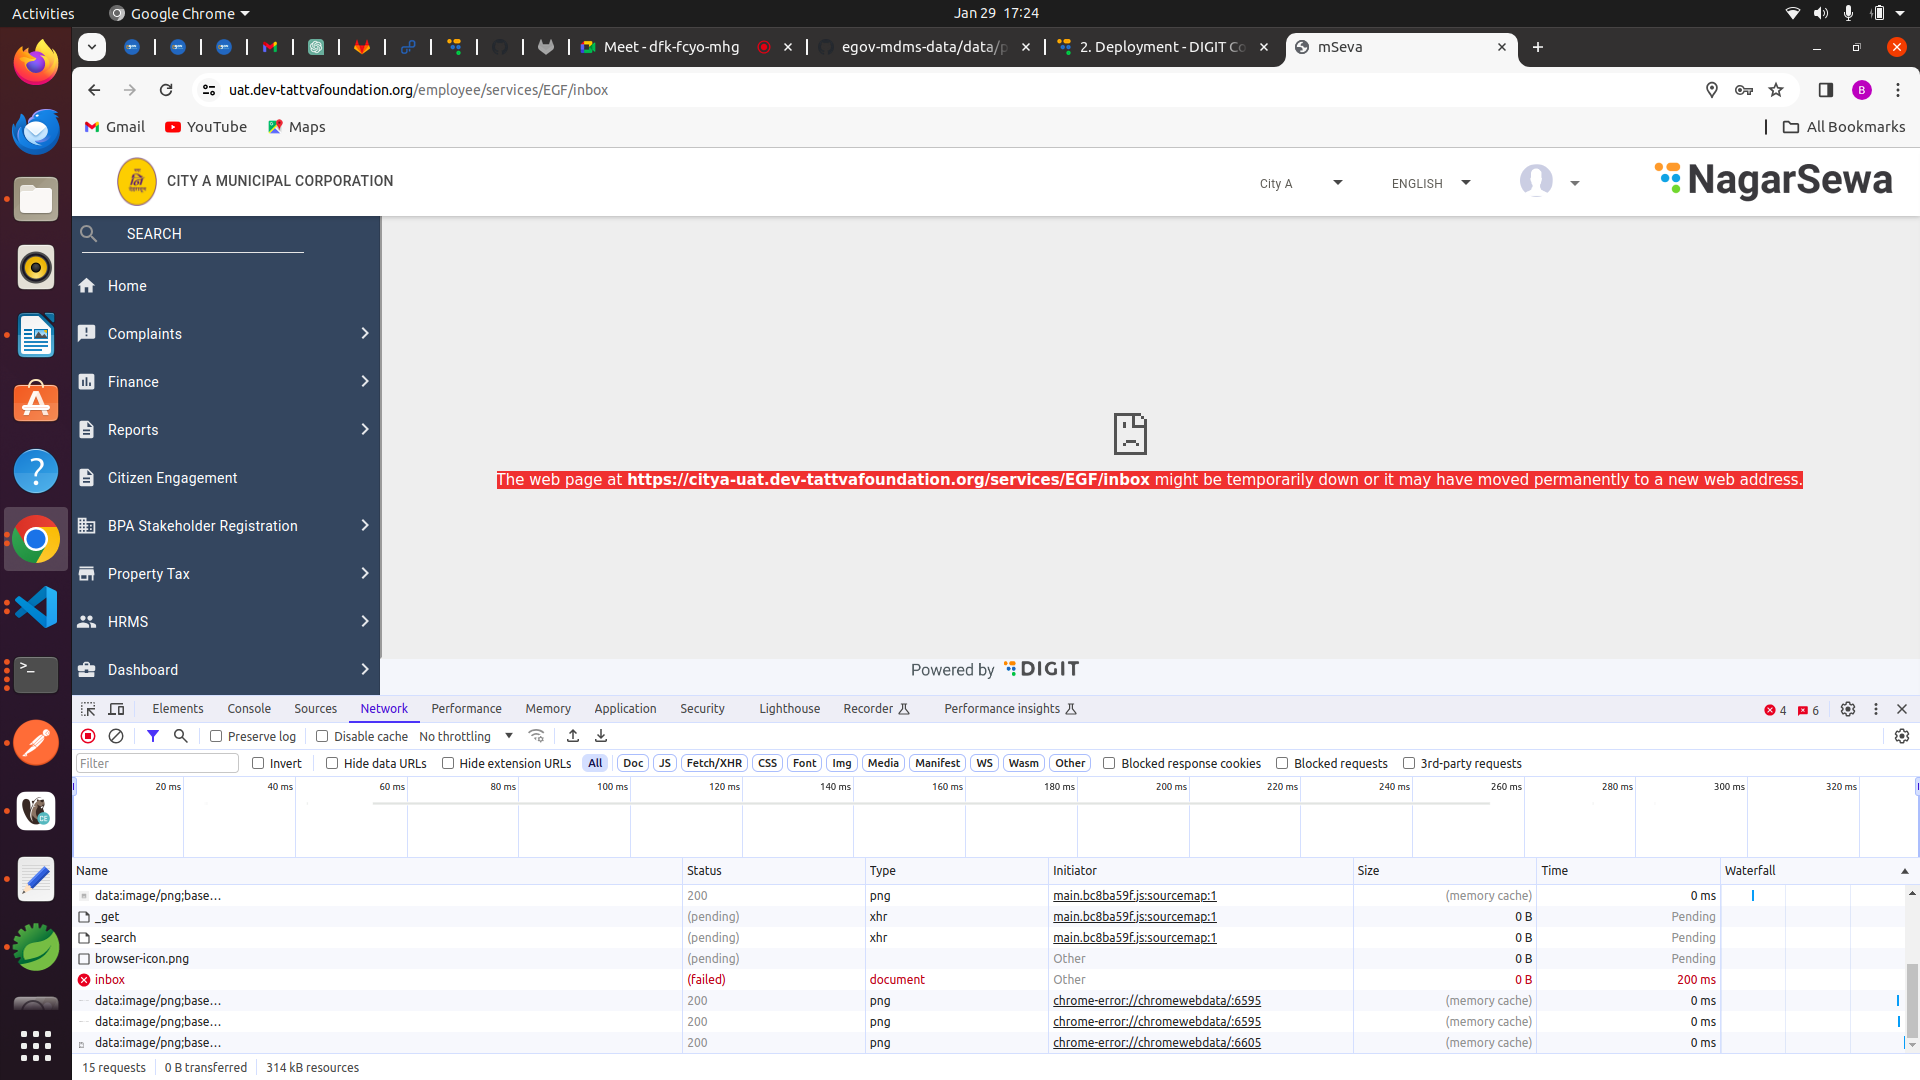 Activities
Google Chrome
Jan 29 17:24
Meet - dfk-fcyo-mhg
egov-mdms-data/data/p
2. Deployment - DIGIT Co
mSeva
uat.dev-tattvafoundation.org/employee/services/EGF/inbox
B
Gmail
YouTube
Maps
All Bookmarks
CITY A MUNICIPAL CORPORATION
City A
ENGLISH
NagarSewa
SEARCH
Home
Complaints
Finance
Reports
Citizen Engagement
BPA Stakeholder Registration
Property Tax
HRMS
Dashboard
The web page at https://citya-uat.dev-tattvafoundation.org/services/EGF/inbox might be temporarily down or it may have moved permanently to a new web address.
Powered by DIGIT
Elements Console Sources Network Performance Memory Application Security Lighthouse Recorder Performance insights 4 6
Preserve log Disable cache No throttling
Filter Invert Hide data URLs Hide extension URLs All Doc JS Fetch/XHR CSS Font Img Media Manifest WS Wasm Other Blocked response cookies Blocked requests 3rd-party requests
20 ms 40 ms 60 ms 80 ms 100 ms 120 ms 140 ms 160 ms 180 ms 200 ms 220 ms 240 ms 260 ms 280 ms 300 ms 320 ms
Name Status Type Initiator Size Time Waterfall
data:image/png;base… 200 png main.bc8ba59f.js:sourcemap:1 (memory cache) 0 ms
_get (pending) xhr main.bc8ba59f.js:sourcemap:1 0 B Pending
_search (pending) xhr main.bc8ba59f.js:sourcemap:1 0 B Pending
browser-icon.png (pending) Other 0 B Pending
inbox (failed) document Other 0 B 200 ms
data:image/png;base… 200 png chrome-error://chromewebdata/:6595 (memory cache) 0 ms
data:image/png;base… 200 png chrome-error://chromewebdata/:6595 (memory cache) 0 ms
data:image/png;base… 200 png chrome-error://chromewebdata/:6605 (memory cache) 0 ms
15 requests 0 B transferred 314 kB resources